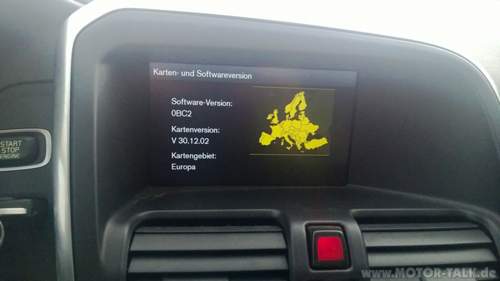 Karten- und Softwareversion
Software-Version:
0BC2
Kartenversion:
V 30.12.02
Kartengebiet:
Europa
START
STOP
ENGINE
www.MOTOR-TALK.de